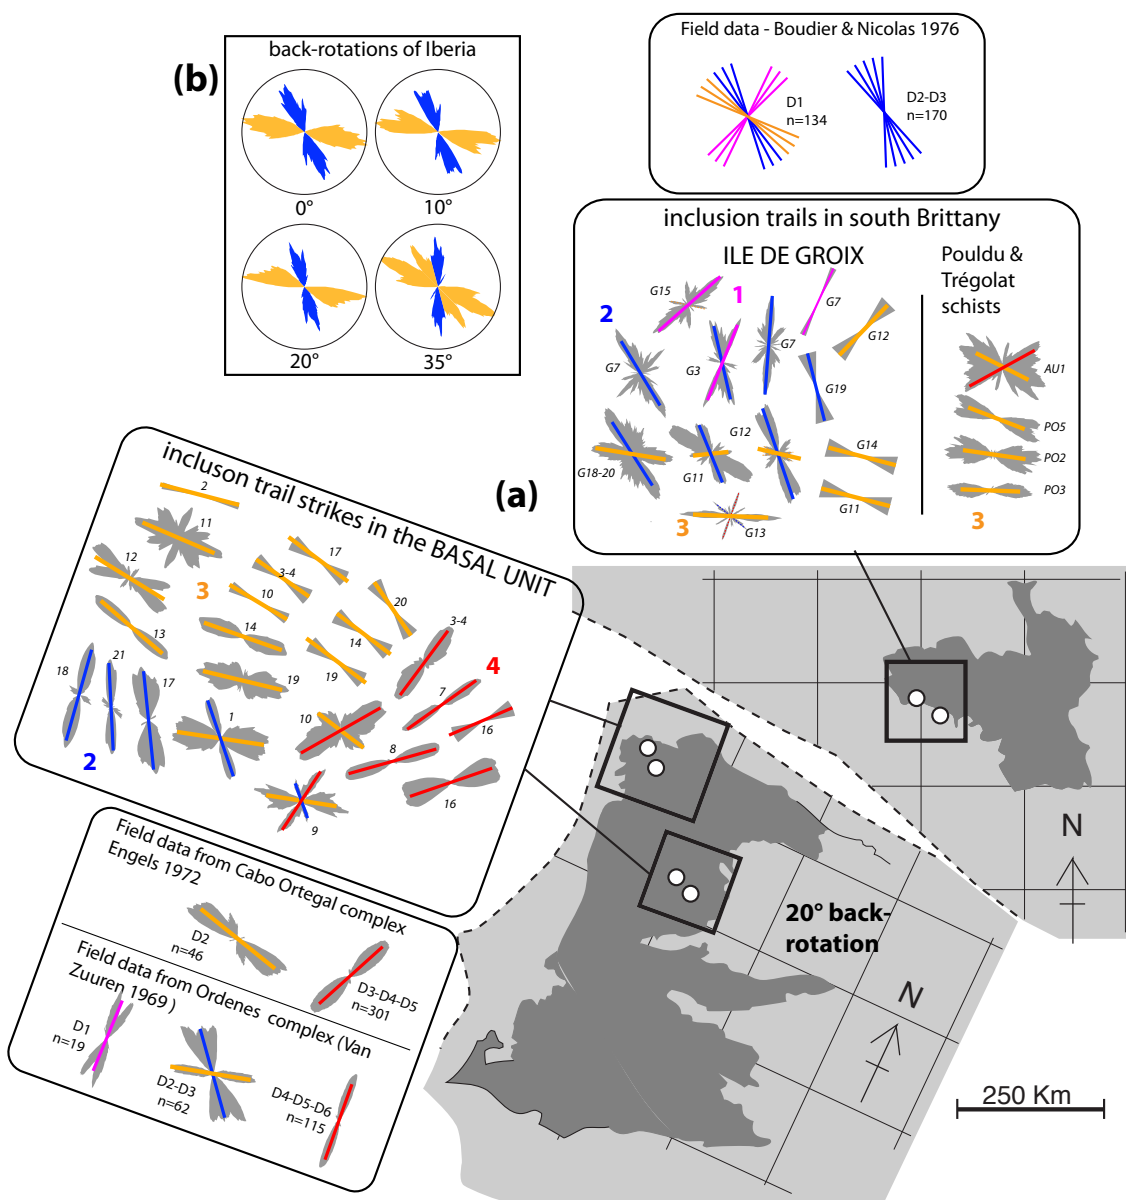 (b)
back-rotations of Iberia
0°
10°
20°
35°
Field data - Boudier & Nicolas 1976
D1
n=134
D2-D3
n=170
inclusion trails in south Brittany
ILE DE GROIX
Pouldu &
Trégolat
schists
G15
1
G7
2
G12
G7
G3
G7
G19
AU1
PO5
G12
G14
G18-20
G11
PO2
G11
PO3
3
G13
3
(a)
incluson trail strikes in the BASAL UNIT
2
11
17
12
3-4
3
10
20
13
14
14
3-4
18
21
17
19
19
4
7
1
10
16
2
8
16
9
Field data from Cabo Ortegal complex
Engels 1972
D2
n=46
D3-D4-D5
n=301
Field data from Ordenes complex (Van
Zuuren 1969 )
D1
n=19
D2-D3
n=62
D4-D5-D6
n=115
20° back-
rotation
N
N
250 Km